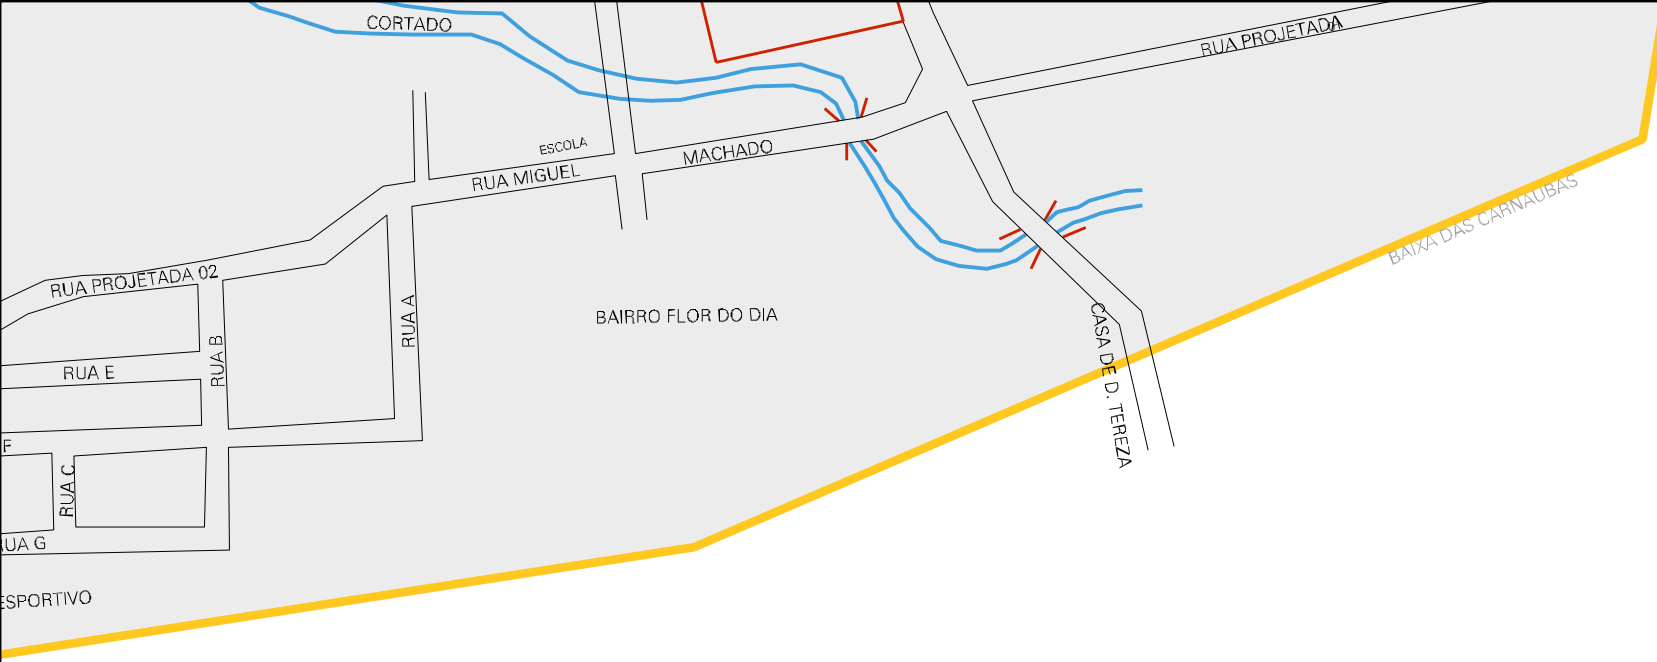 CORTADO
RUA PROJETADA
ESCOLA
RUA MIGUEL
MACHADO
BAIXA DAS CARNAUBAS
RUA PROJETADA 02
RUA A
BAIRRO FLOR DO DIA
RUA B
RUA E
CASA DE D. TEREZA
F
RUA C
RUA G
ESPORTIVO